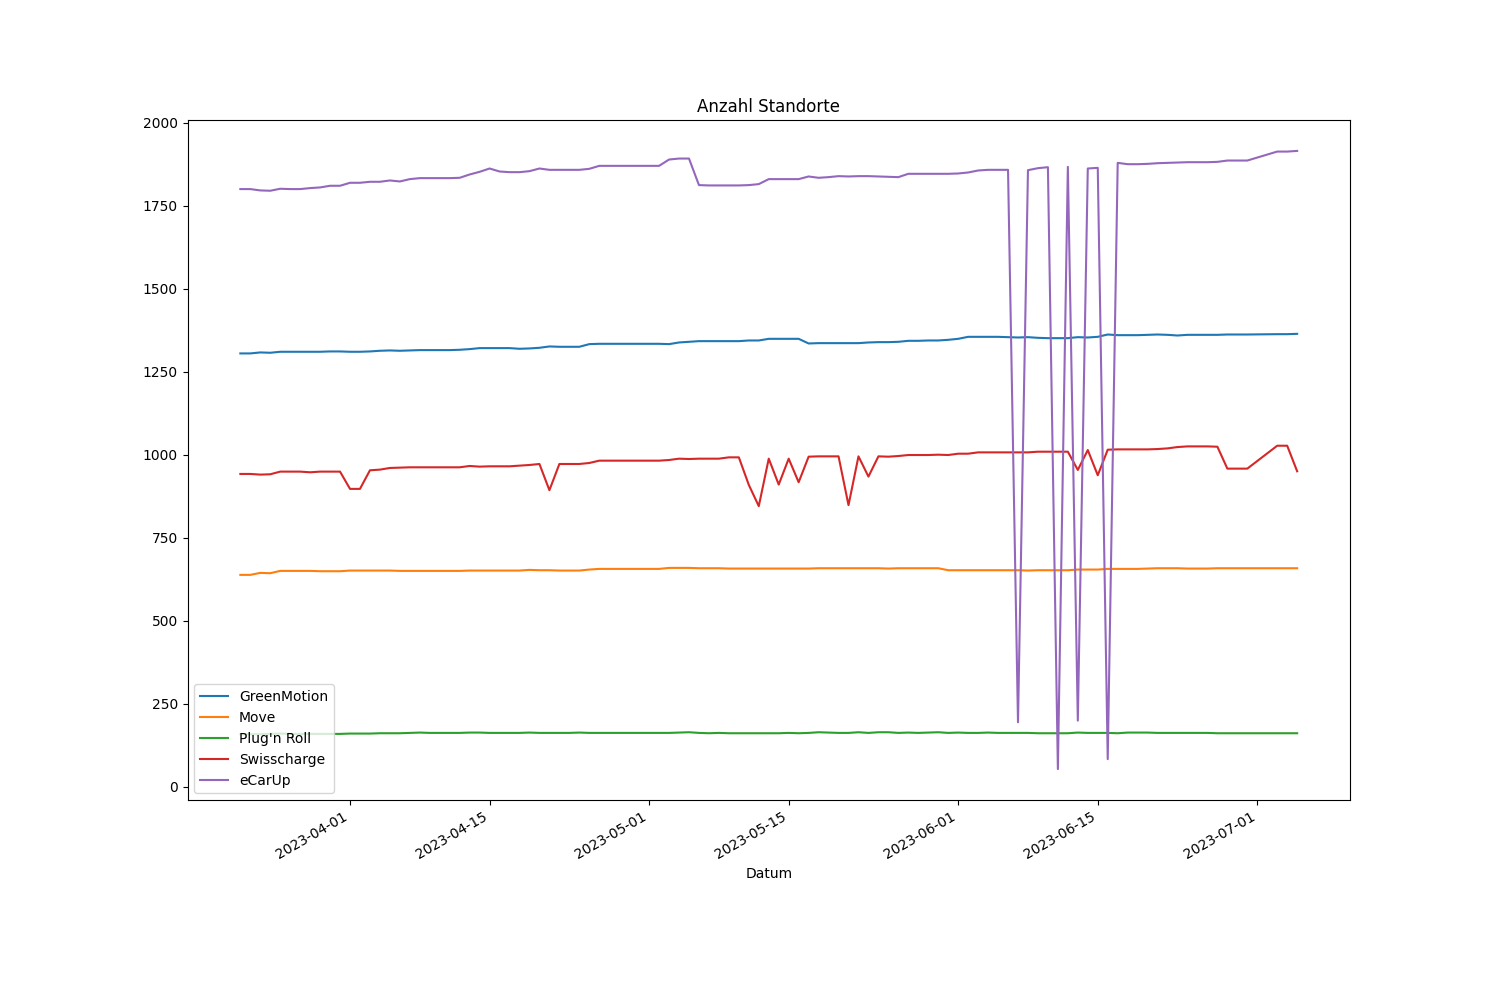 Anzahl Standorte
2000
1750
1500
1250
1000
750
500
250
0
GreenMotion
Move
Plug'n Roll
Swisscharge
eCarUp
2023-04-01
2023-04-15
2023-05-01
2023-05-15
2023-06-01
2023-06-15
2023-07-01
Datum